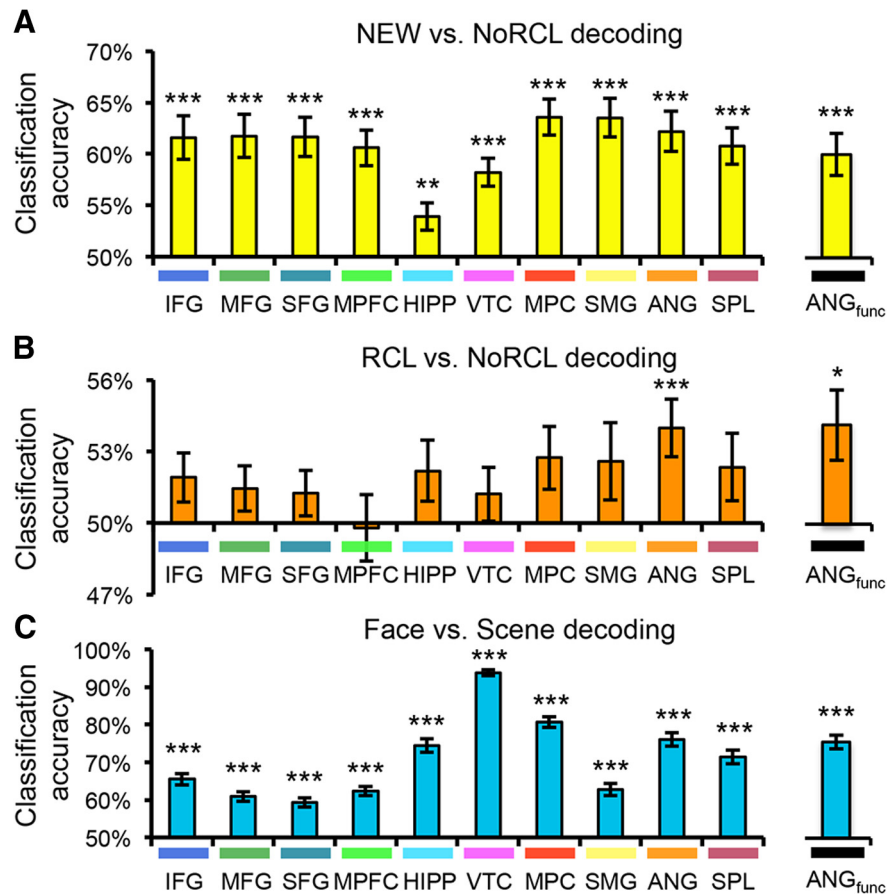 A
NEW vs. NoRCL decoding
Classification
accuracy
70%
65%
60%
55%
50%
*** *** *** *** ** *** *** *** *** *** ***
IFG MFG SFG MPFC HIPP VTC MPC SMG ANG SPL ANGfunc
B
RCL vs. NoRCL decoding
Classification
accuracy
56%
53%
50%
47%
*** *
IFG MFG SFG MPFC HIPP VTC MPC SMG ANG SPL ANGfunc
C
Face vs. Scene decoding
Classification
accuracy
100%
90%
80%
70%
60%
50%
*** *** *** *** *** *** *** *** *** *** ***
IFG MFG SFG MPFC HIPP VTC MPC SMG ANG SPL ANGfunc